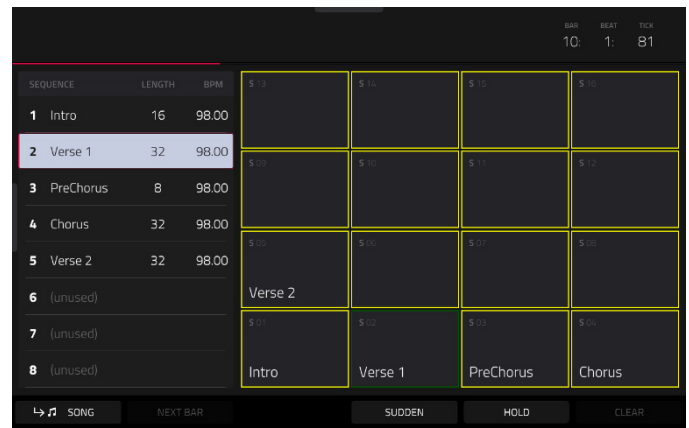 BAR BEAT TICK
10: 1: 81
SEQUENCE LENGTH BPM
1 Intro 16 98.00
2 Verse 1 32 98.00
3 PreChorus 8 98.00
4 Chorus 32 98.00
5 Verse 2 32 98.00
6 (unused)
7 (unused)
8 (unused)
S 13 S 14 S 15 S 16
S 09 S 10 S 11 S 12
S 05 S 06 S 07 S 08
Verse 2
S 01 S 02 S 03 S 04
Intro Verse 1 PreChorus Chorus
SONG NEXT BAR SUDDEN HOLD CLEAR